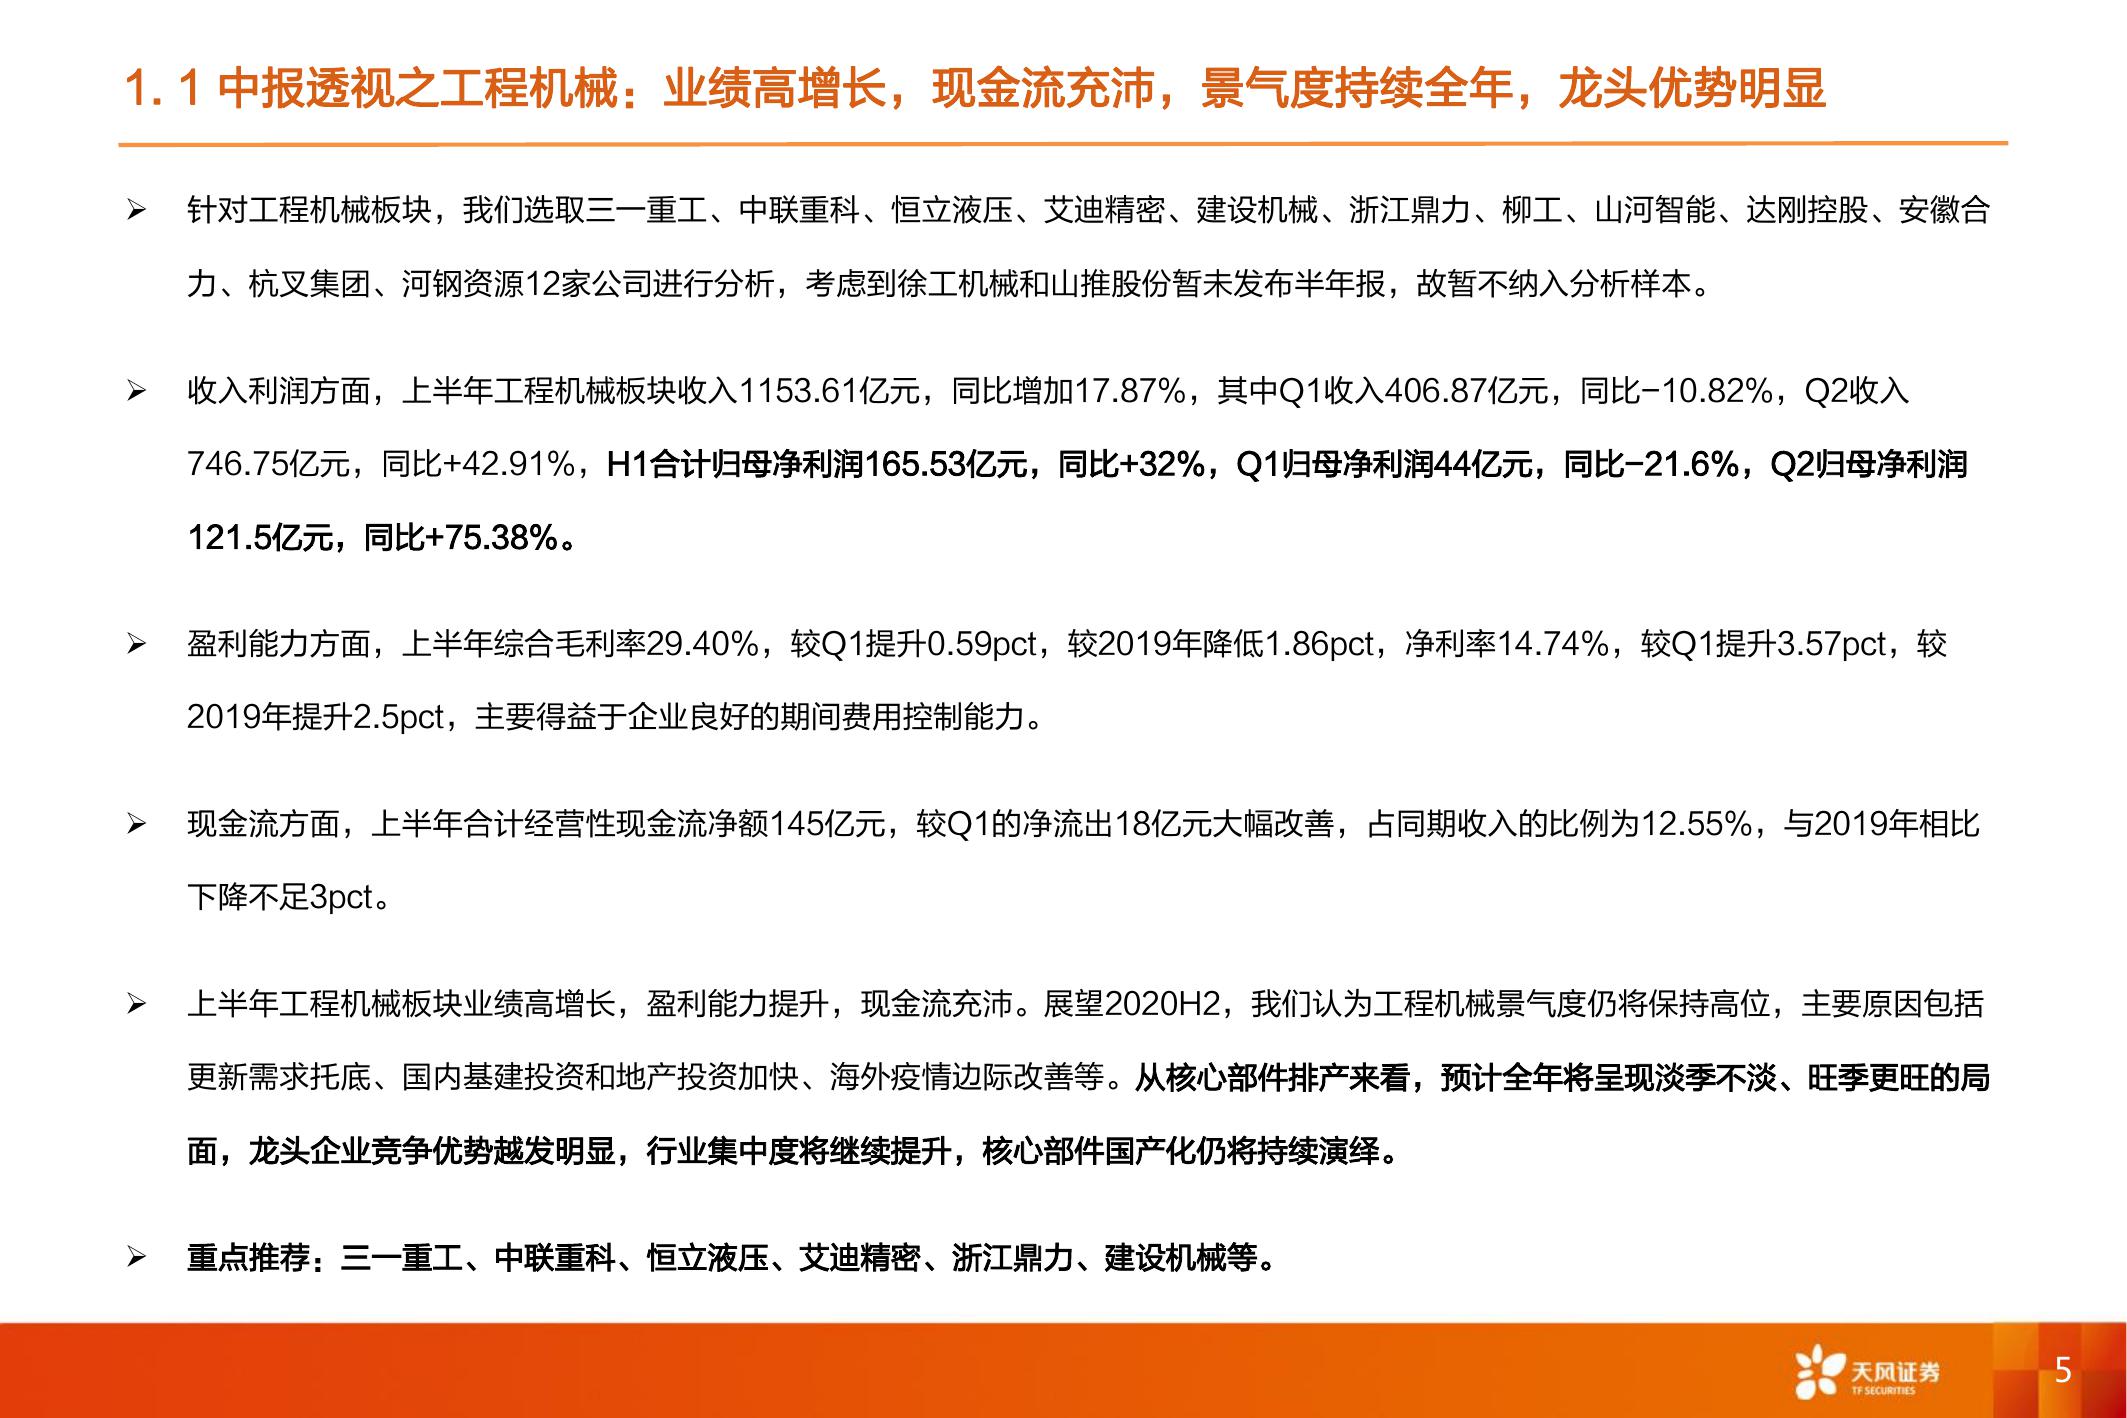 1. 1 中报透视之工程机械：业绩高增长，现金流充沛，景气度持续全年，龙头优势明显
➢ 针对工程机械板块，我们选取三一重工、中联重科、恒立液压、艾迪精密、建设机械、浙江鼎力、柳工、山河智能、达刚控股、安徽合
力、杭叉集团、河钢资源12家公司进行分析，考虑到徐工机械和山推股份暂未发布半年报，故暂不纳入分析样本。
➢ 收入利润方面，上半年工程机械板块收入1153.61亿元，同比增加17.87%，其中Q1收入406.87亿元，同比-10.82%，Q2收入
746.75亿元，同比+42.91%，H1合计归母净利润165.53亿元，同比+32%，Q1归母净利润44亿元，同比-21.6%，Q2归母净利润
121.5亿元，同比+75.38%。
➢ 盈利能力方面，上半年综合毛利率29.40%，较Q1提升0.59pct，较2019年降低1.86pct，净利率14.74%，较Q1提升3.57pct，较
2019年提升2.5pct，主要得益于企业良好的期间费用控制能力。
➢ 现金流方面，上半年合计经营性现金流净额145亿元，较Q1的净流出18亿元大幅改善，占同期收入的比例为12.55%，与2019年相比
下降不足3pct。
➢ 上半年工程机械板块业绩高增长，盈利能力提升，现金流充沛。展望2020H2，我们认为工程机械景气度仍将保持高位，主要原因包括
更新需求托底、国内基建投资和地产投资加快、海外疫情边际改善等。从核心部件排产来看，预计全年将呈现淡季不淡、旺季更旺的局
面，龙头企业竞争优势越发明显，行业集中度将继续提升，核心部件国产化仍将持续演绎。
➢ 重点推荐：三一重工、中联重科、恒立液压、艾迪精密、浙江鼎力、建设机械等。
天风证券
TF SECURITIES
5